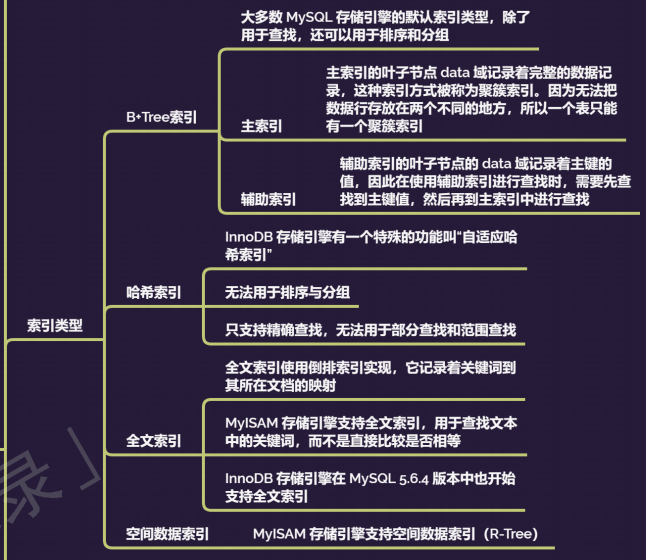 大多数 MySQL 存储引擎的默认索引类型，除了
用于查找，还可以用于排序和分组
B+Tree索引
主索引的叶子节点 data 域记录着完整的数据记
录，这种索引方式被称为聚簇索引。因为无法把
数据行存放在两个不同的地方，所以一个表只能
有一个聚簇索引
主索引
辅助索引的叶子节点的 data 域记录着主键的
值，因此在使用辅助索引进行查找时，需要先查
找到主键值，然后再到主索引中进行查找
辅助索引
InnoDB 存储引擎有一个特殊的功能叫“自适应哈
希索引”
哈希索引
无法用于排序与分组
索引类型
只支持精确查找，无法用于部分查找和范围查找
全文索引使用倒排索引实现，它记录着关键词到
其所在文档的映射
全文索引
MyISAM 存储引擎支持全文索引，用于查找文本
中的关键词，而不是直接比较是否相等
InnoDB 存储引擎在 MySQL 5.6.4 版本中也开始
支持全文索引
空间数据索引
MyISAM 存储引擎支持空间数据索引（R-Tree）
录」